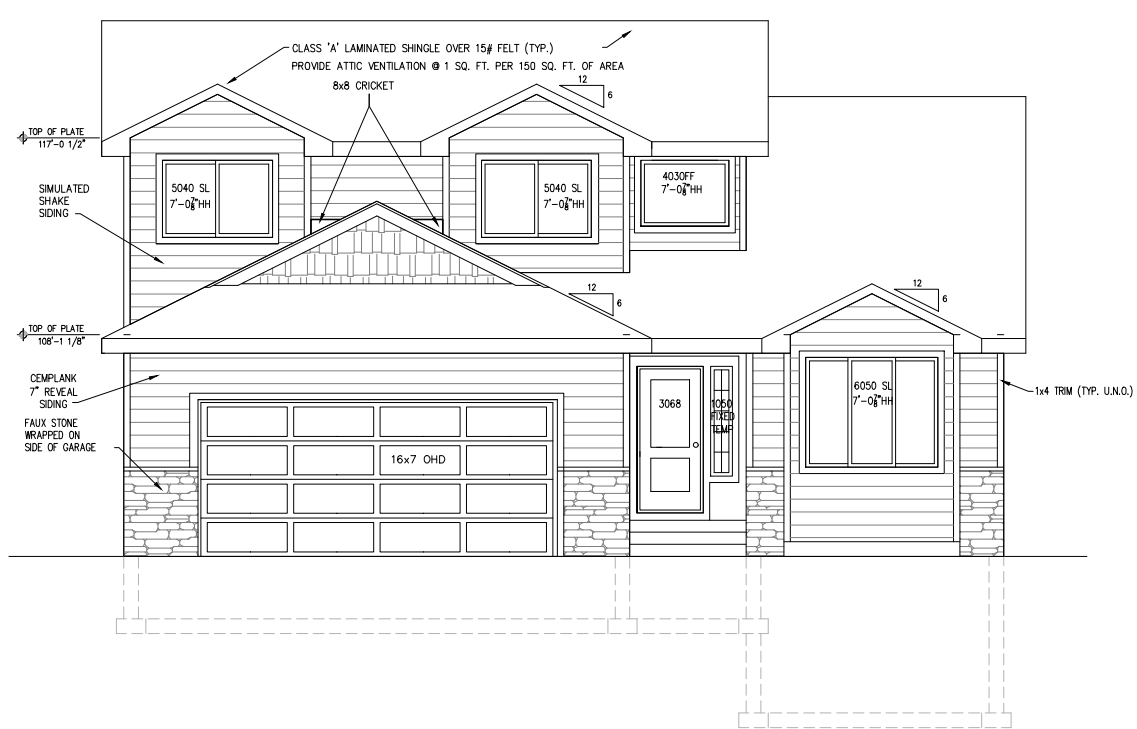 CLASS 'A' LAMINATED SHINGLE OVER 15# FELT (TYP.)
PROVIDE ATTIC VENTILATION @ 1 SQ. FT. PER 150 SQ. FT. OF AREA
8x8 CRICKET
12
6
TOP OF PLATE
117'-0 1/2"
SIMULATED
SHAKE
SIDING
5040 SL
7'-0⅞"HH
5040 SL
7'-0⅞"HH
4030FF
7'-0⅞"HH
12
6
12
6
TOP OF PLATE
108'-1 1/8"
CEMPLANK
7" REVEAL
SIDING
FAUX STONE
WRAPPED ON
SIDE OF GARAGE
16x7 OHD
3068
1050
FIXED
TEMP
6050 SL
7'-0⅞"HH
1x4 TRIM (TYP. U.N.O.)